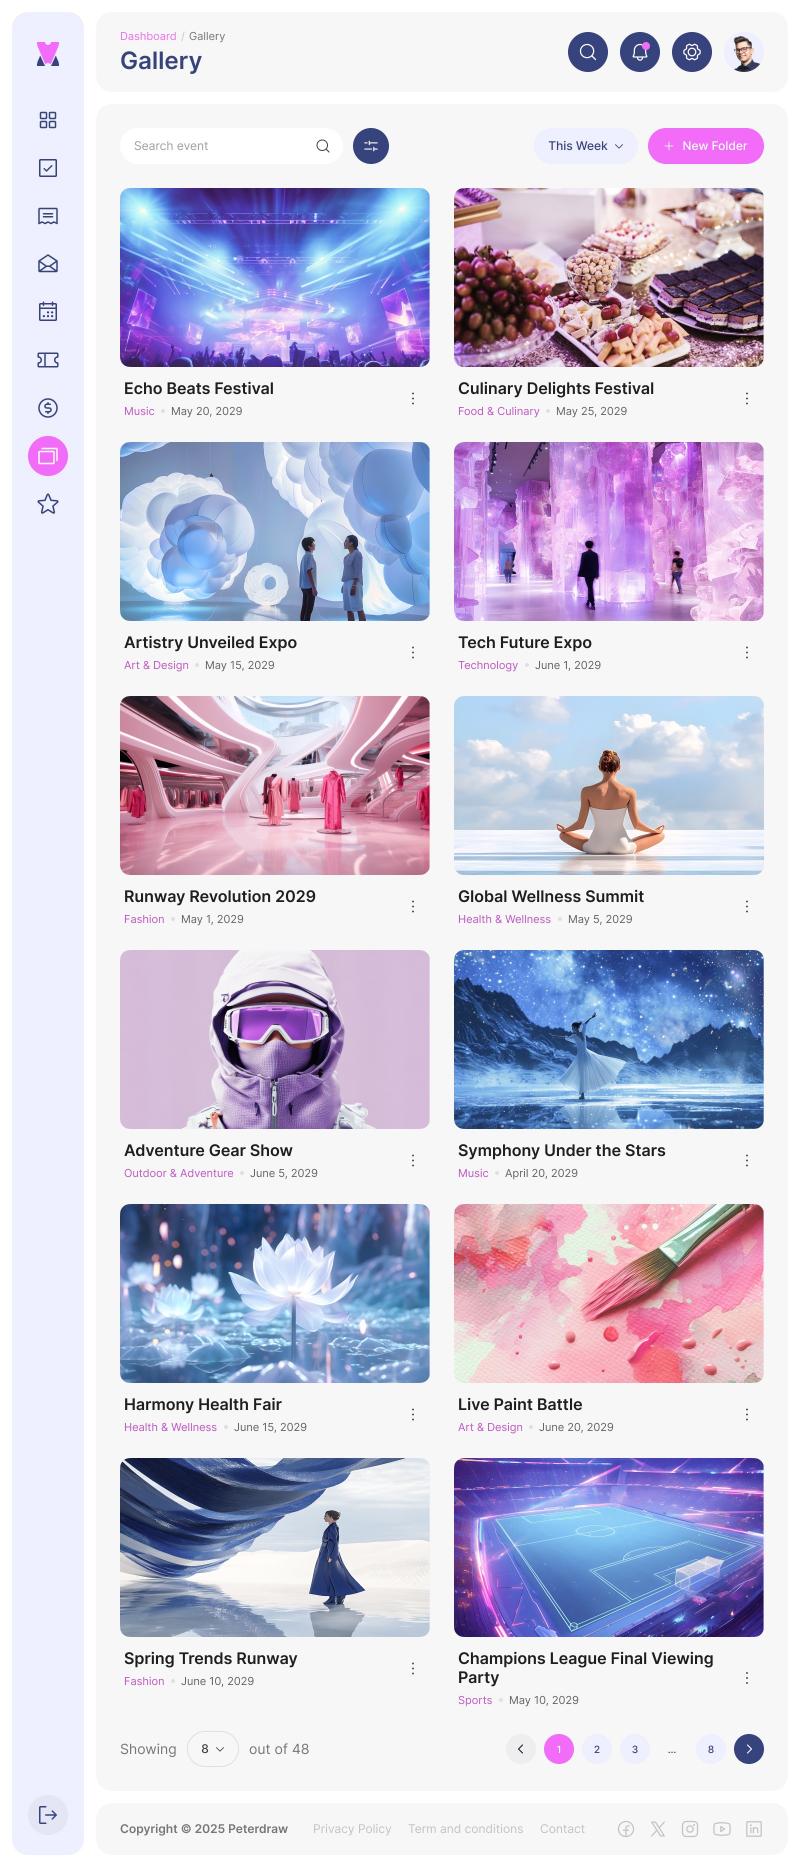 Dashboard / Gallery
Gallery
Search event
This Week
+ New Folder
Echo Beats Festival
Music • May 20, 2029
Culinary Delights Festival
Food & Culinary • May 25, 2029
Artistry Unveiled Expo
Art & Design • May 15, 2029
Tech Future Expo
Technology • June 1, 2029
Runway Revolution 2029
Fashion • May 1, 2029
Global Wellness Summit
Health & Wellness • May 5, 2029
Adventure Gear Show
Outdoor & Adventure • June 5, 2029
Symphony Under the Stars
Music • April 20, 2029
Harmony Health Fair
Health & Wellness • June 15, 2029
Live Paint Battle
Art & Design • June 20, 2029
Spring Trends Runway
Fashion • June 10, 2029
Champions League Final Viewing
Party
Sports • May 10, 2029
Showing 8 out of 48
1 2 3 ... 8
Copyright © 2025 Peterdraw
Privacy Policy Term and conditions Contact